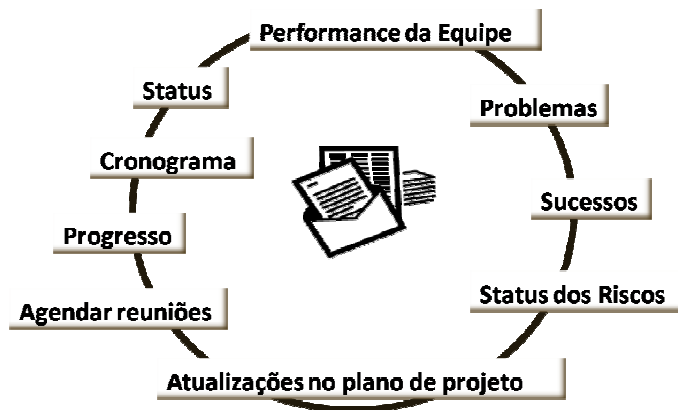 Performance da Equipe
Status
Problemas
Cronograma
Sucessos
Progresso
Status dos Riscos
Agendar reuniões
Atualizações no plano de projeto